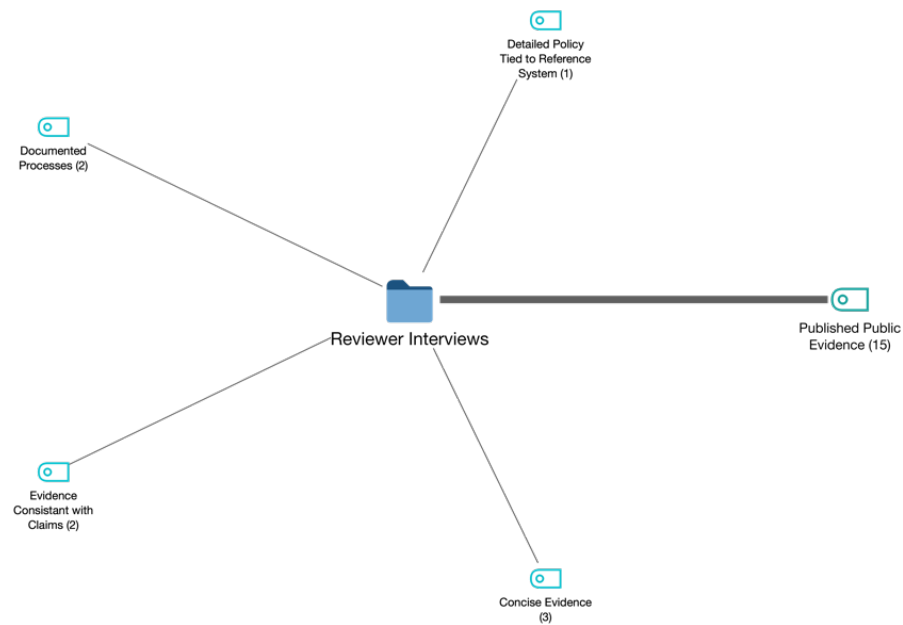 Detailed Policy
Tied to Reference
System (1)
Documented
Processes (2)
Reviewer Interviews
Published Public
Evidence (15)
Evidence
Consistant with
Claims (2)
Concise Evidence
(3)